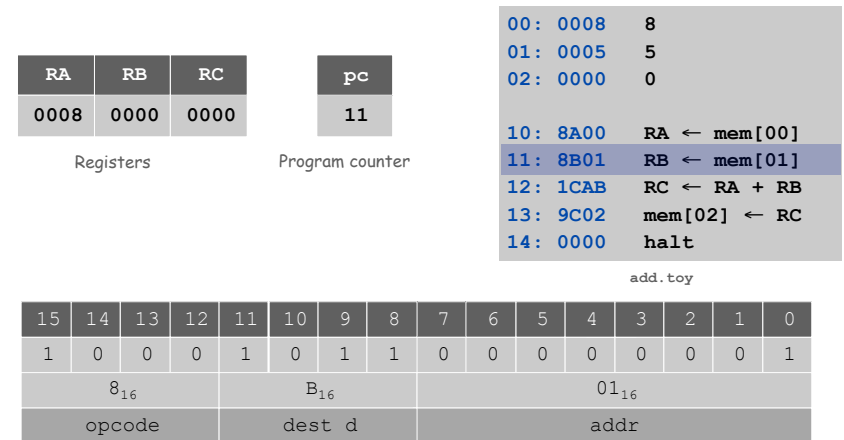 RA RB RC
0008 0000 0000
Registers
pc
11
Program counter
00: 0008 8
01: 0005 5
02: 0000 0
10: 8A00 RA ← mem[00]
11: 8B01 RB ← mem[01]
12: 1CAB RC ← RA + RB
13: 9C02 mem[02] ← RC
14: 0000 halt
add.toy
15 14 13 12 11 10 9 8 7 6 5 4 3 2 1 0
1 0 0 0 1 0 1 1 0 0 0 0 0 0 0 1
8₁₆ B₁₆ 01₁₆
opcode dest d addr